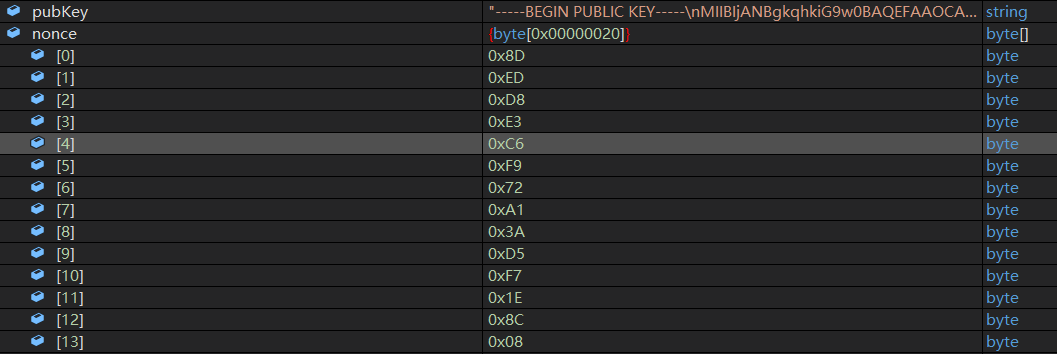 pubKey "-----BEGIN PUBLIC KEY-----\nMIIBIjANBgkqhkiG9w0BAQEFAAOCA... string
nonce {byte[0x00000020]} byte[]
[0] 0x8D byte
[1] 0xED byte
[2] 0xD8 byte
[3] 0xE3 byte
[4] 0xC6 byte
[5] 0xF9 byte
[6] 0x72 byte
[7] 0xA1 byte
[8] 0x3A byte
[9] 0xD5 byte
[10] 0xF7 byte
[11] 0x1E byte
[12] 0x8C byte
[13] 0x08 byte